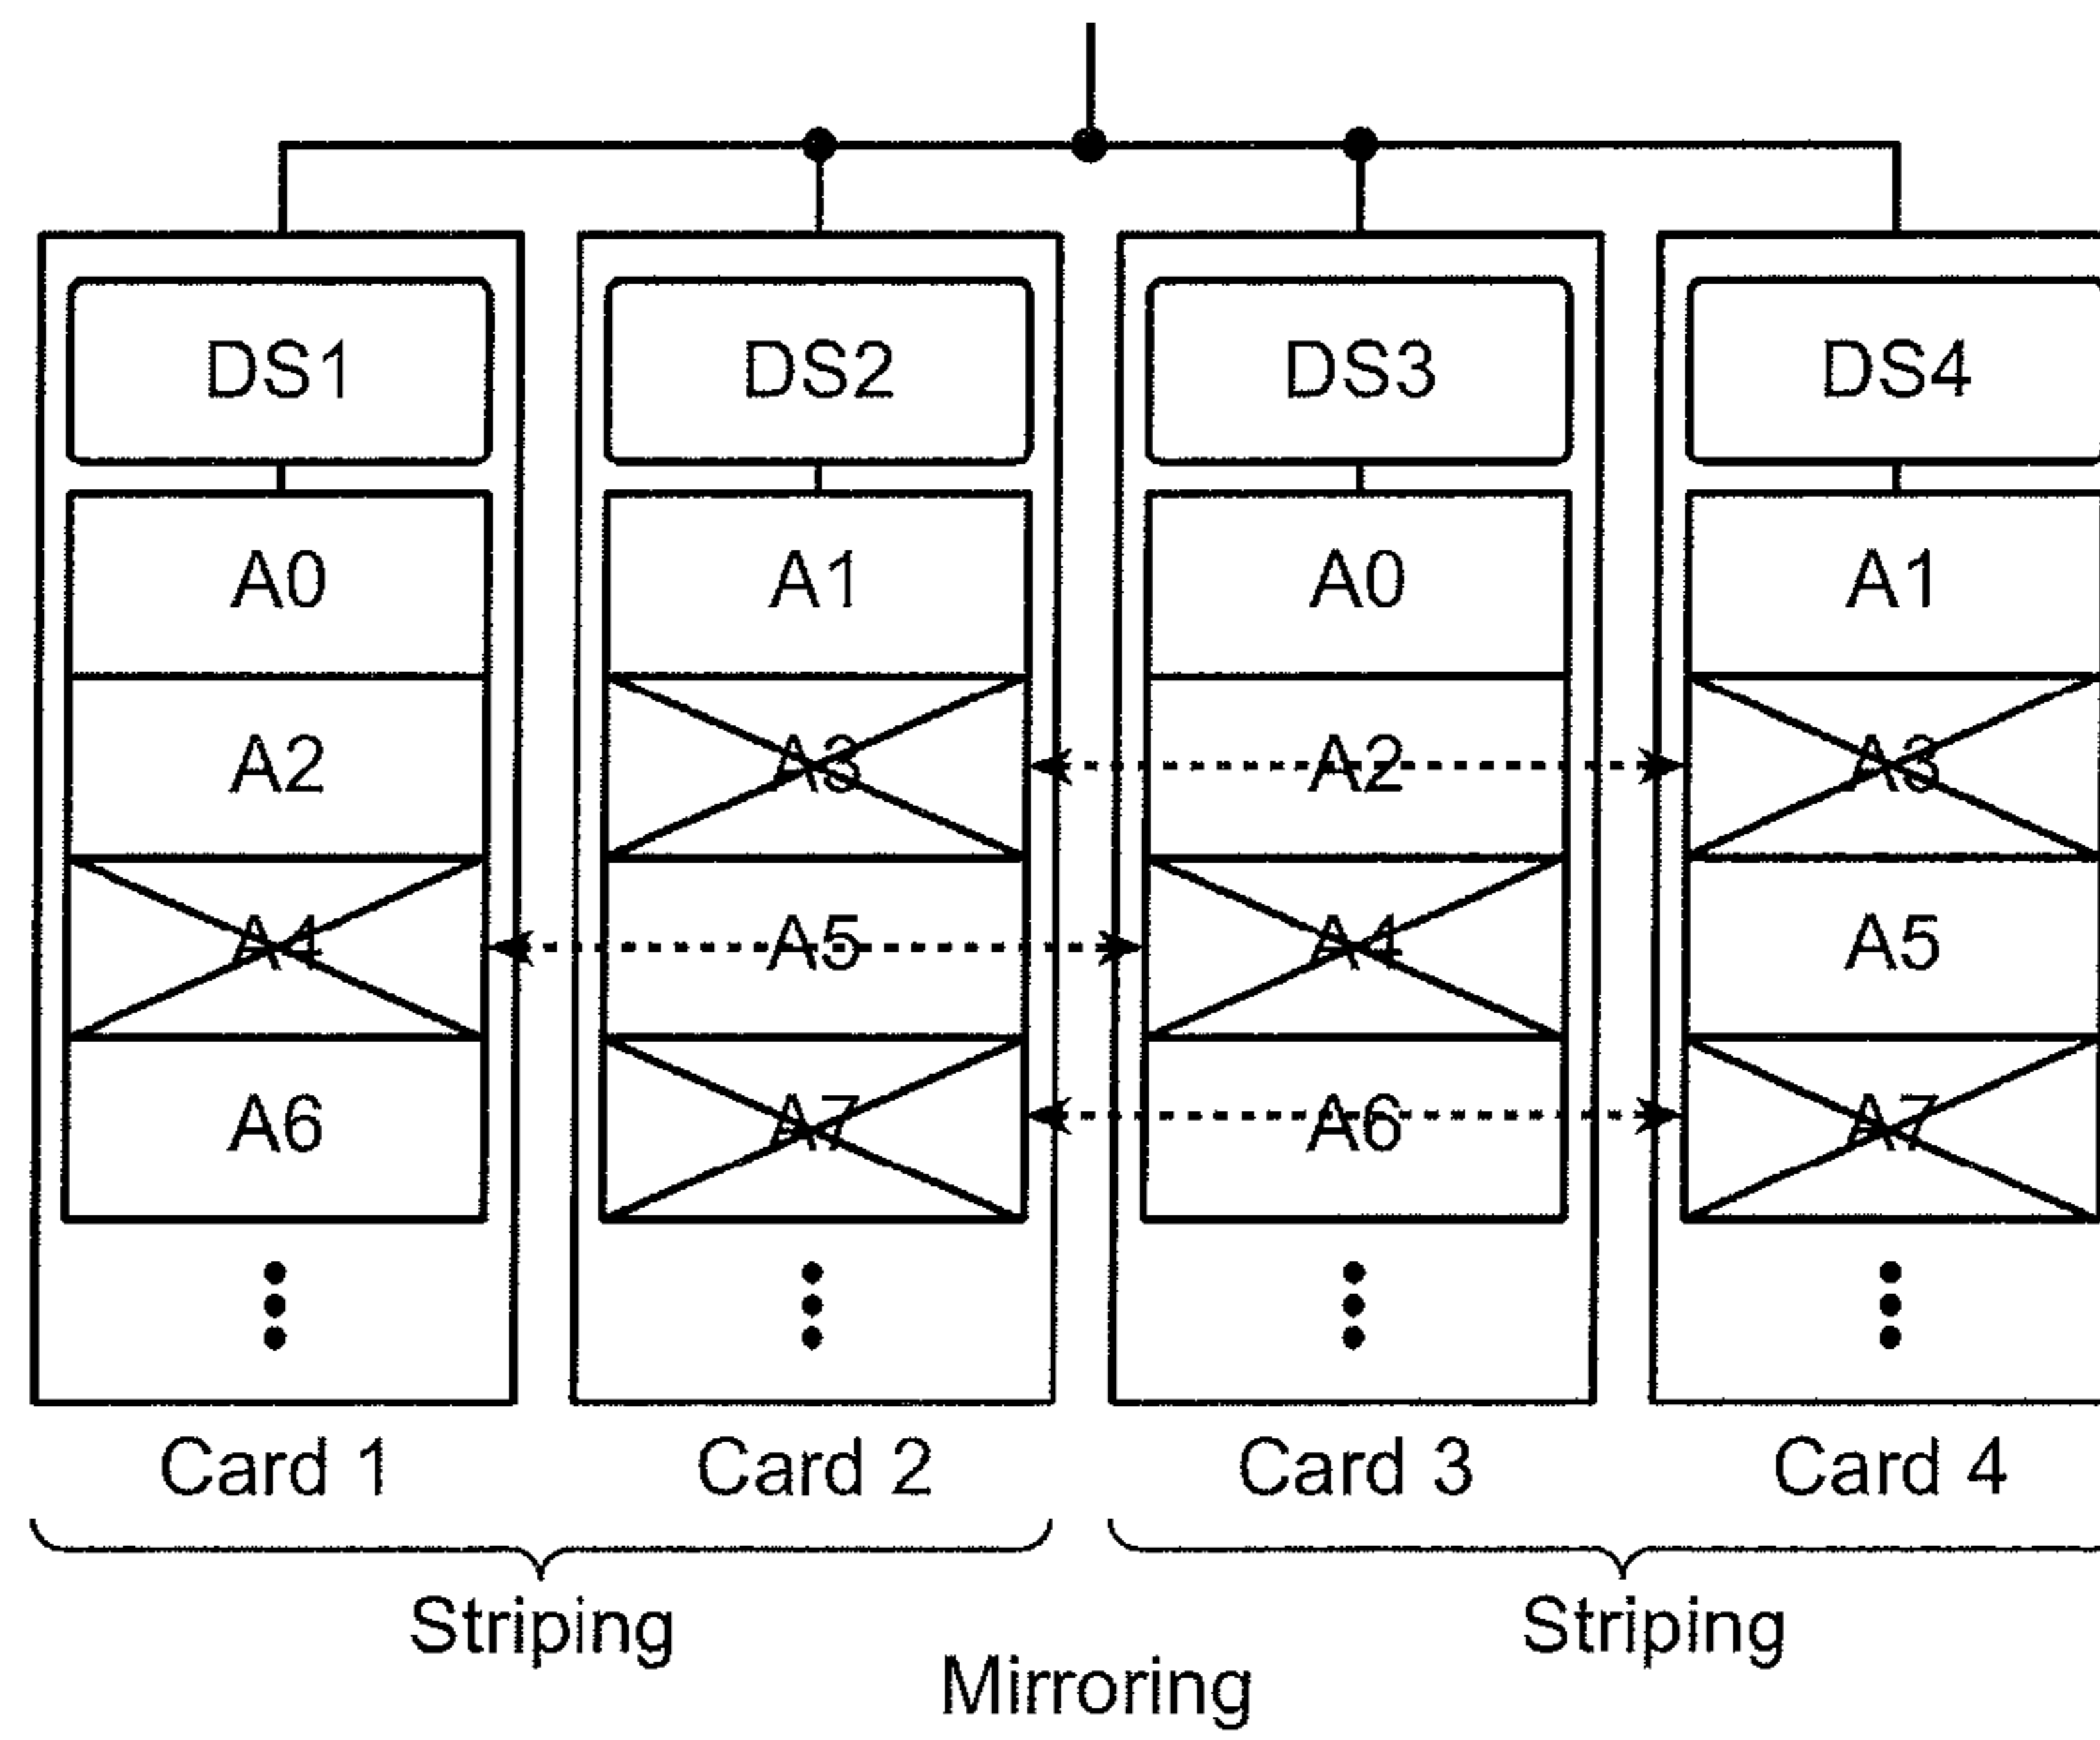 DS1 DS2 DS3 DS4
A0 A1 A0 A1
A2 A3 A2 A3
A4 A5 A4 A5
A6 A7 A6 A7
Card 1 Card 2 Card 3 Card 4
Striping Striping
Mirroring